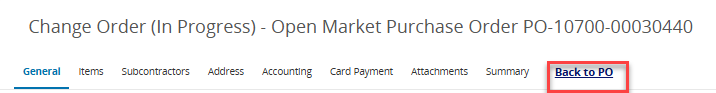 Change Order (In Progress) - Open Market Purchase Order PO-10700-00030440
General Items Subcontractors Address Accounting Card Payment Attachments Summary Back to PO